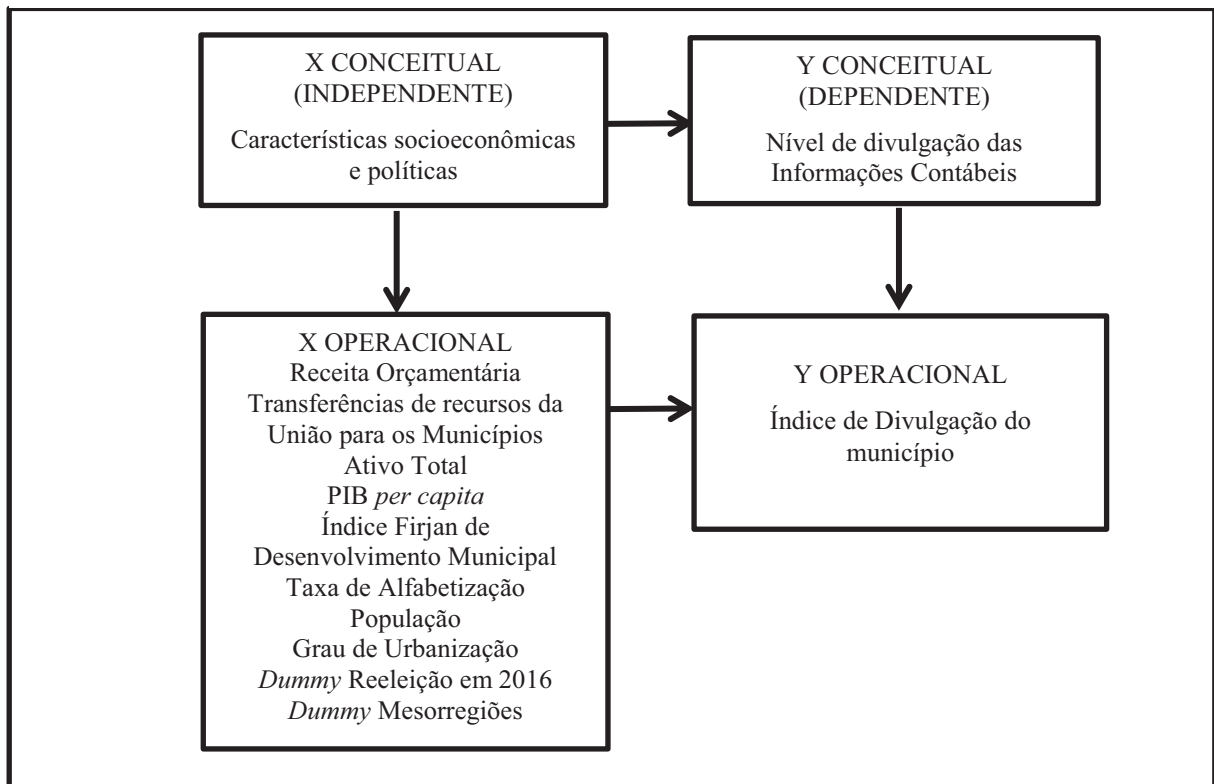 X CONCEITUAL
(INDEPENDENTE)
Características socioeconômicas
e políticas
Y CONCEITUAL
(DEPENDENTE)
Nível de divulgação das
Informações Contábeis
X OPERACIONAL
Receita Orçamentária
Transferências de recursos da
União para os Municípios
Ativo Total
PIB per capita
Índice Firjan de
Desenvolvimento Municipal
Taxa de Alfabetização
População
Grau de Urbanização
Dummy Reeleição em 2016
Dummy Mesorregiões
Y OPERACIONAL
Índice de Divulgação do
município